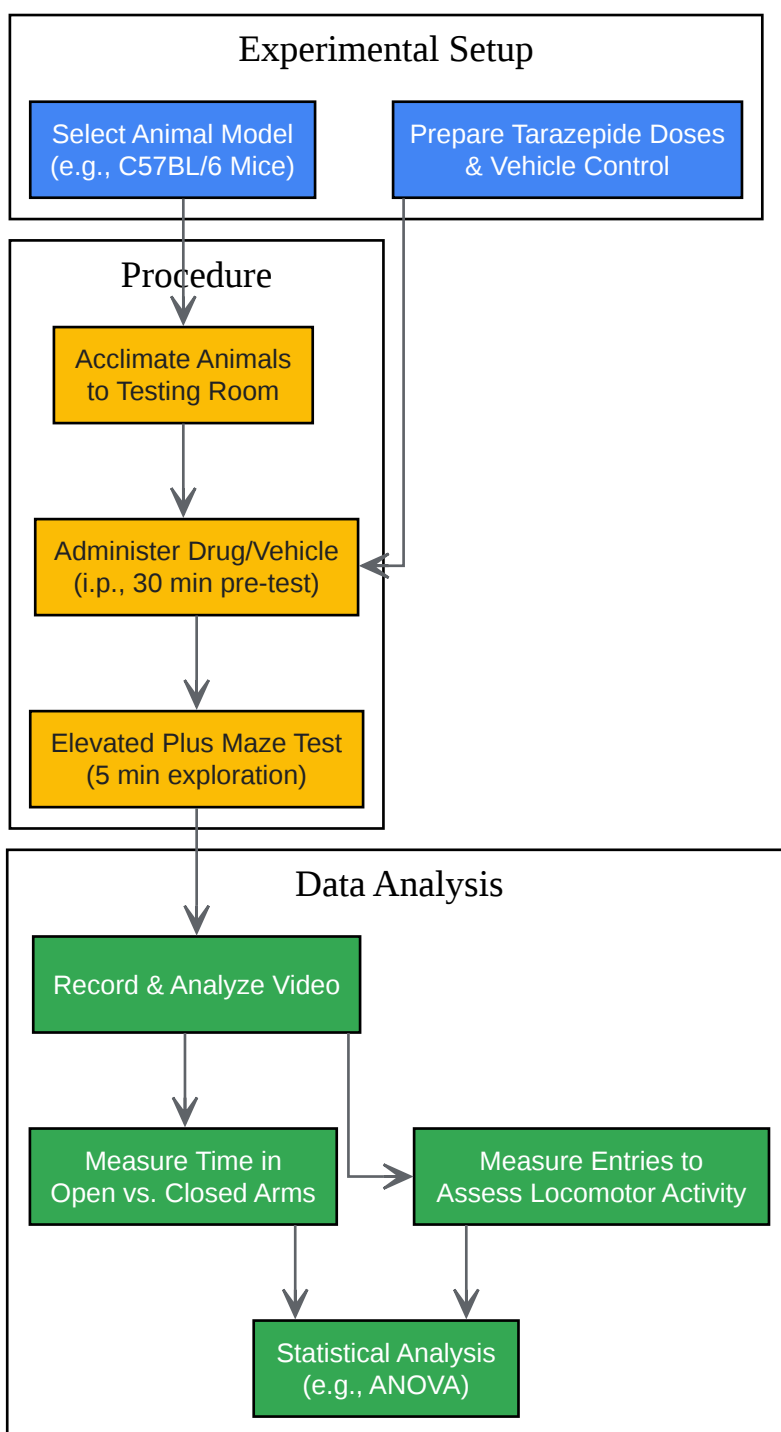 Experimental Setup
Select Animal Model
(e.g., C57BL/6 Mice)
Prepare Tarazepide Doses
& Vehicle Control
Procedure
Acclimate Animals
to Testing Room
Administer Drug/Vehicle
(i.p., 30 min pre-test)
Elevated Plus Maze Test
(5 min exploration)
Data Analysis
Record & Analyze Video
Measure Time in
Open vs. Closed Arms
Measure Entries to
Assess Locomotor Activity
Statistical Analysis
(e.g., ANOVA)